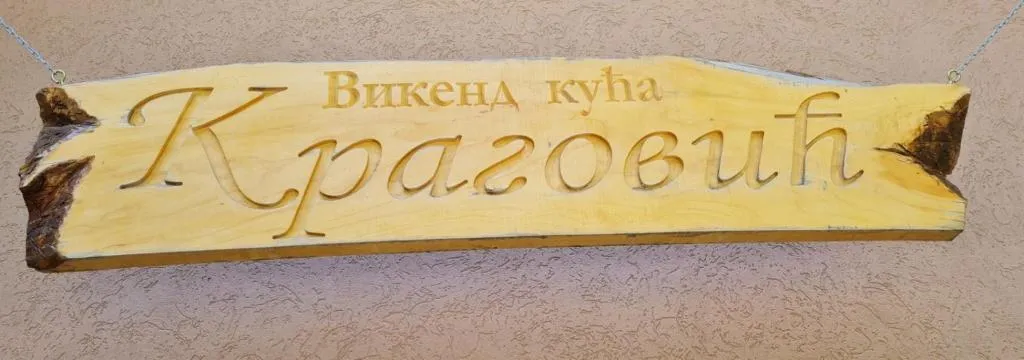 Викенд кућа
Краговић